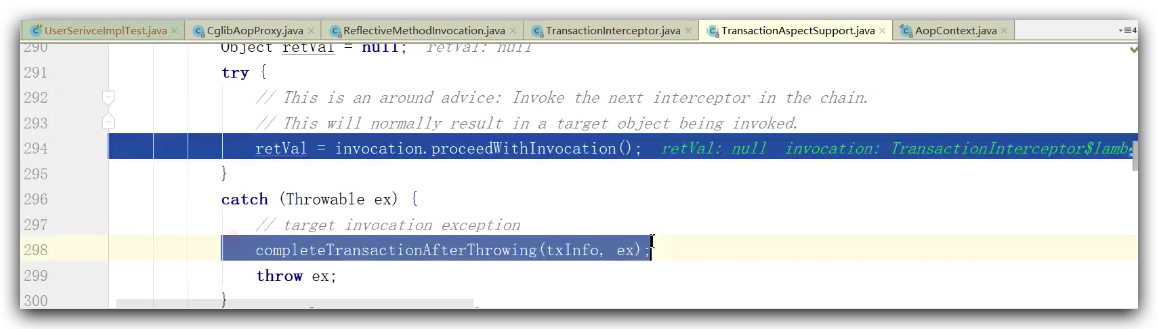 UserSerivceImplTest.java CglibAopProxy.java ReflectiveMethodInvocation.java TransactionInterceptor.java TransactionAspectSupport.java AopContext.java
290 Object retVal = null; retVal: null
291 try {
292 // This is an around advice: Invoke the next interceptor in the chain.
293 // This will normally result in a target object being invoked.
294 retVal = invocation.proceedWithInvocation(); retVal: null invocation: TransactionInterceptor$lamb
295 }
296 catch (Throwable ex) {
297 // target invocation exception
298 completeTransactionAfterThrowing(txInfo, ex);
299 throw ex;
300 }